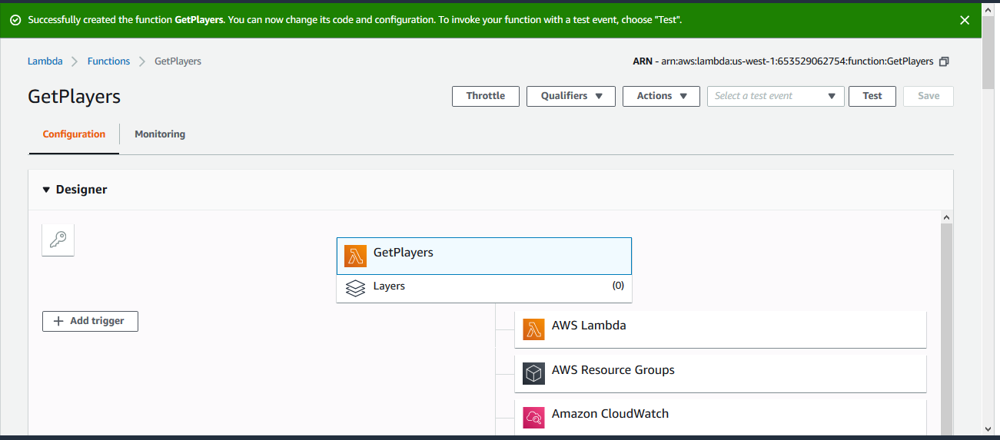 Successfully created the function GetPlayers. You can now change its code and configuration. To invoke your function with a test event, choose "Test".
Lambda Functions GetPlayers
ARN - arn:aws:lambda:us-west-1:653529062754:function:GetPlayers
GetPlayers
Throttle Qualifiers Actions Select a test event Test Save
Configuration Monitoring
Designer
GetPlayers
Layers (0)
Add trigger
AWS Lambda
AWS Resource Groups
Amazon CloudWatch